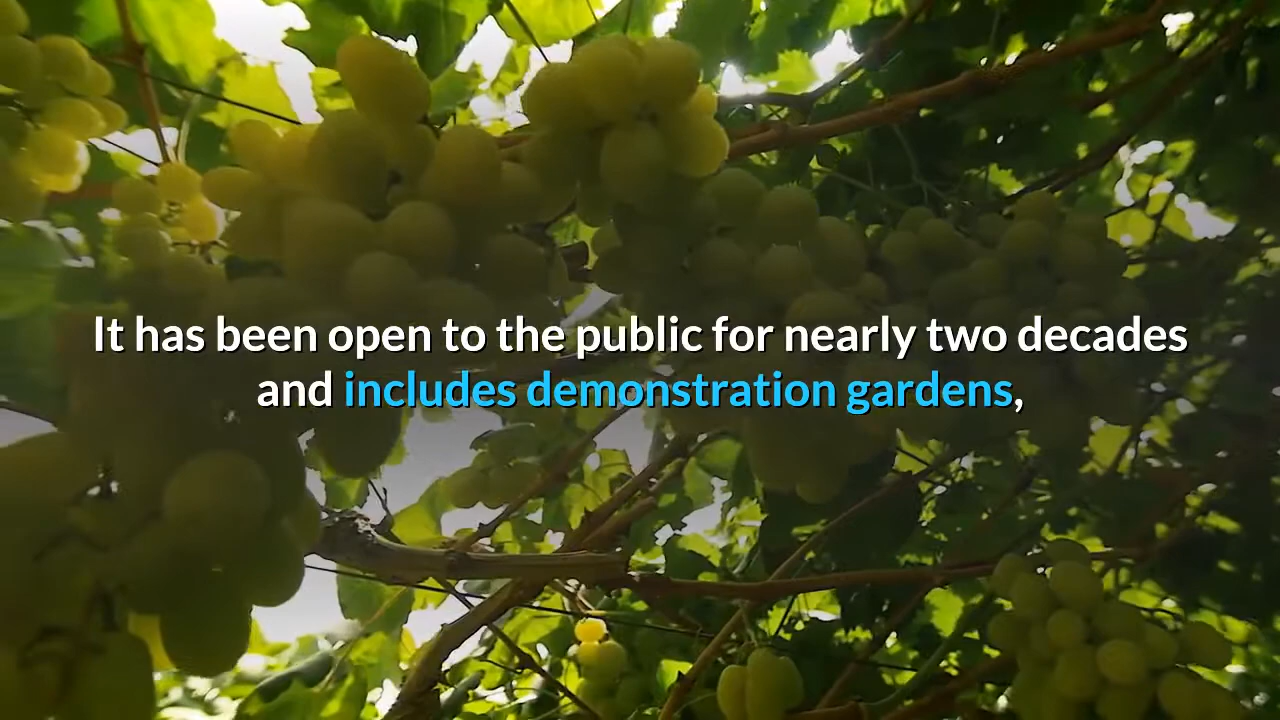 It has been open to the public for nearly two decades
and includes demonstration gardens,